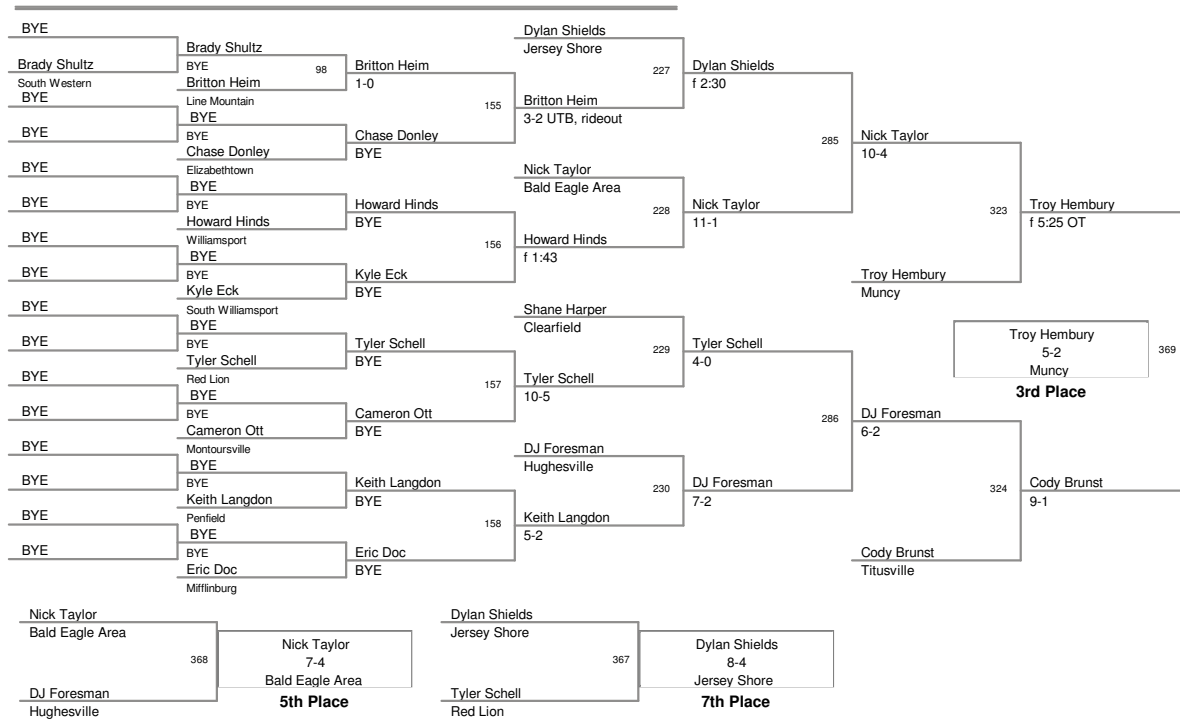 BYE
Brady Shultz
South Western
BYE
BYE
BYE
BYE
BYE
BYE
BYE
BYE
BYE
BYE
BYE
BYE
BYE
BYE
Brady Shultz
BYE
Britton Heim
Line Mountain
BYE
BYE
Chase Donley
Elizabethtown
BYE
BYE
Howard Hinds
Williamsport
BYE
BYE
Kyle Eck
South Williamsport
BYE
BYE
Tyler Schell
Red Lion
BYE
BYE
Cameron Ott
Montoursville
BYE
BYE
Keith Langdon
Penfield
BYE
BYE
Eric Doc
Mifflinburg
98
Britton Heim
1-0
Chase Donley
BYE
Howard Hinds
BYE
Kyle Eck
BYE
Tyler Schell
BYE
Cameron Ott
BYE
Keith Langdon
BYE
Eric Doc
BYE
155
156
157
158
Dylan Shields
Jersey Shore
Britton Heim
3-2 UTB, rideout
Nick Taylor
Bald Eagle Area
Howard Hinds
f 1:43
Shane Harper
Clearfield
Tyler Schell
10-5
DJ Foresman
Hughesville
Keith Langdon
5-2
227
228
229
230
Dylan Shields
f 2:30
Nick Taylor
11-1
Tyler Schell
4-0
DJ Foresman
7-2
285
286
Nick Taylor
10-4
Troy Hembury
Muncy
DJ Foresman
6-2
Cody Brunst
Titusville
323
324
Troy Hembury
f 5:25 OT
Cody Brunst
9-1
Troy Hembury
5-2
Muncy
369
3rd Place
Nick Taylor
Bald Eagle Area
368
DJ Foresman
Hughesville
Nick Taylor
7-4
Bald Eagle Area
5th Place
Dylan Shields
Jersey Shore
367
Tyler Schell
Red Lion
Dylan Shields
8-4
Jersey Shore
7th Place